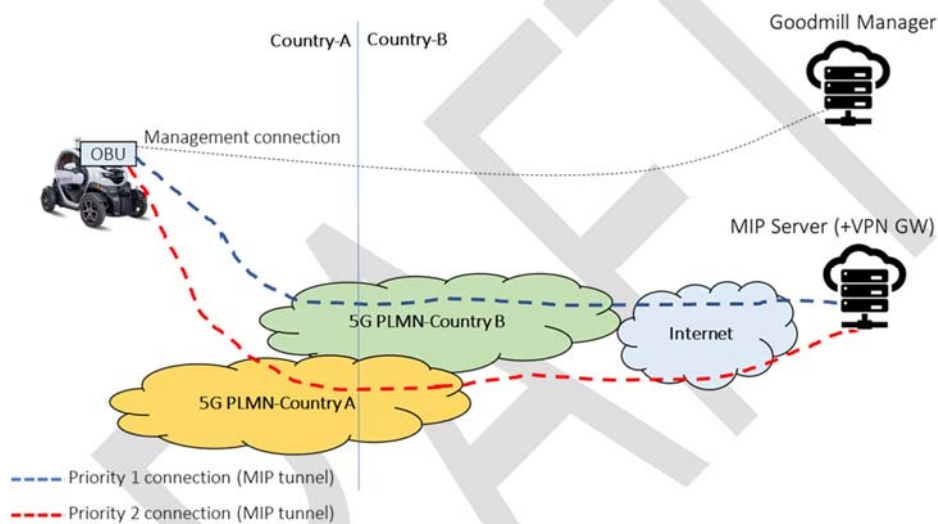 Goodmill Manager
Country-A Country-B
Management connection
OBU
MIP Server (+VPN GW)
5G PLMN-Country B
Internet
5G PLMN-Country A
Priority 1 connection (MIP tunnel)
Priority 2 connection (MIP tunnel)
DRAFT